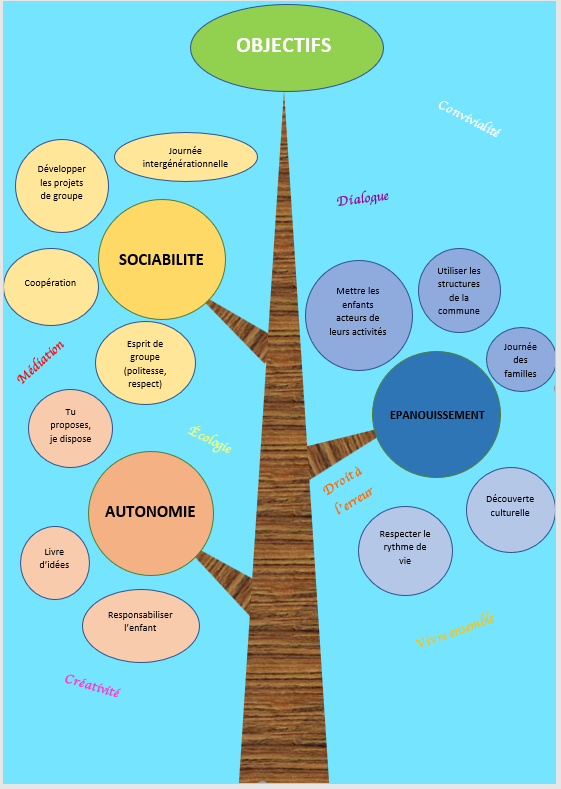 OBJECTIFS
Convivialité
Journée
intergénérationnelle
Développer
les projets
de groupe
Dialogue
SOCIABILITE
Coopération
Utiliser les
structures
de la
commune
Mettre les
enfants
acteurs de
leurs activités
Esprit de
groupe
(politesse,
respect)
Journée
des
familles
Médiation
Tu
proposes,
je dispose
EPANOUISSEMENT
Écologie
Droit à
l'erreur
AUTONOMIE
Découverte
culturelle
Respecter le
rythme de
vie
Livre
d'idées
Responsabiliser
l'enfant
Vivre ensemble
Créativité